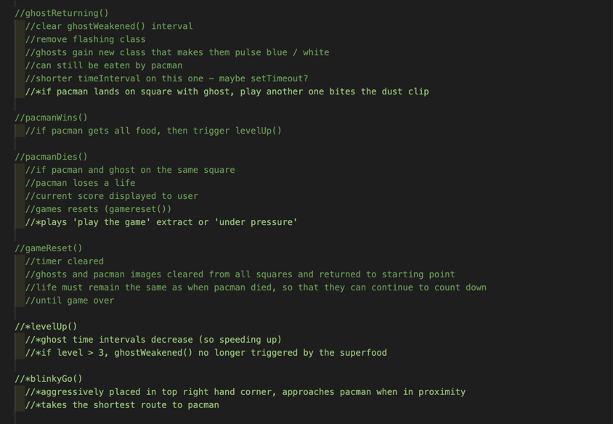 //ghostReturning()
//clear ghostWeakened() interval
//remove flashing class
//ghosts gain new class that makes them pulse blue / white
//can still be eaten by pacman
//shorter timeInterval on this one – maybe setTimeout?
//*if pacman lands on square with ghost, play another one bites the dust clip
//pacmanWins()
//if pacman gets all food, then trigger levelUp()
//pacmanDies()
//if pacman and ghost on the same square
//pacman loses a life
//current score displayed to user
//games resets (gamereset())
//*plays 'play the game' extract or 'under pressure'
//gameReset()
//timer cleared
//ghosts and pacman images cleared from all squares and returned to starting point
//life must remain the same as when pacman died, so that they can continue to count down
//until game over
//*levelUp()
//*ghost time intervals decrease (so speeding up)
//*if level > 3, ghostWeakened() no longer triggered by the superfood
//*blinkyGo()
//*aggressively placed in top right hand corner, approaches pacman when in proximity
//*takes the shortest route to pacman